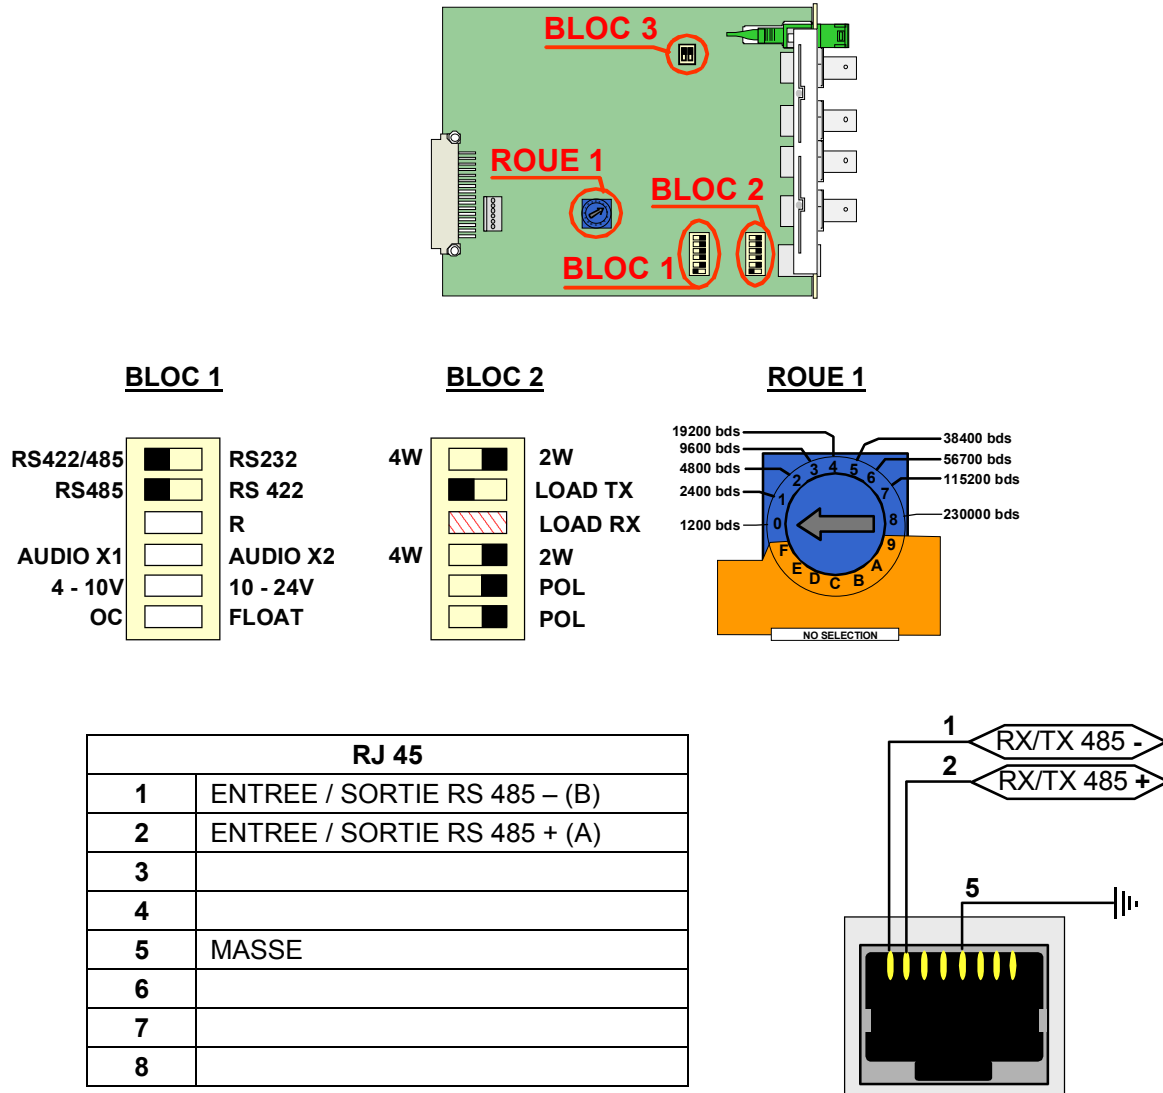 BLOC 3
ROUE 1
BLOC 2
BLOC 1
BLOC 1
BLOC 2
ROUE 1
RS422/485 RS232
RS485 RS 422
R
AUDIO X1 AUDIO X2
4 - 10V 10 - 24V
OC FLOAT
4W 2W
LOAD TX
LOAD RX
4W 2W
POL
POL
19200 bds
9600 bds
4800 bds
2400 bds
1200 bds
38400 bds
56700 bds
115200 bds
230000 bds
0 1 2 3 4 5 6 7 8 9 A B C D E F
NO SELECTION
RJ 45
1 ENTREE / SORTIE RS 485 – (B)
2 ENTREE / SORTIE RS 485 + (A)
3
4
5 MASSE
6
7
8
1 RX/TX 485 -
2 RX/TX 485 +
5